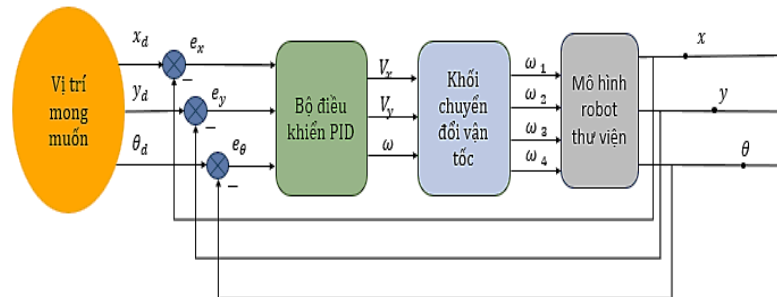 Vị trí
mong
muốn
x_d
y_d
θ_d
e_x
e_y
e_θ
−
−
−
Bộ điều
khiển PID
V_x
V_y
ω
Khối
chuyển
đổi vận
tốc
ω_1
ω_2
ω_3
ω_4
Mô hình
robot
thư viện
x
y
θ